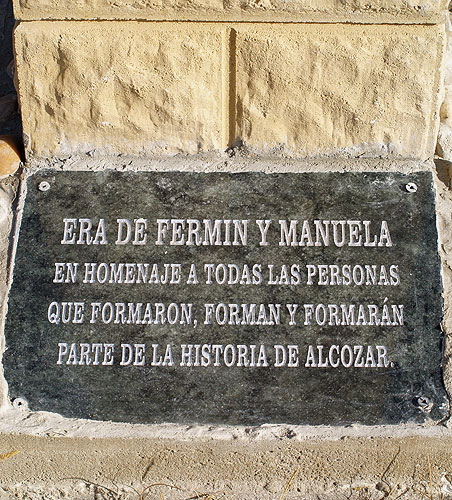 ERA DE FERMIN Y MANUELA
EN HOMENAJE A TODAS LAS PERSONAS
QUE FORMARON, FORMAN Y FORMARÁN
PARTE DE LA HISTORIA DE ALCOZAR.